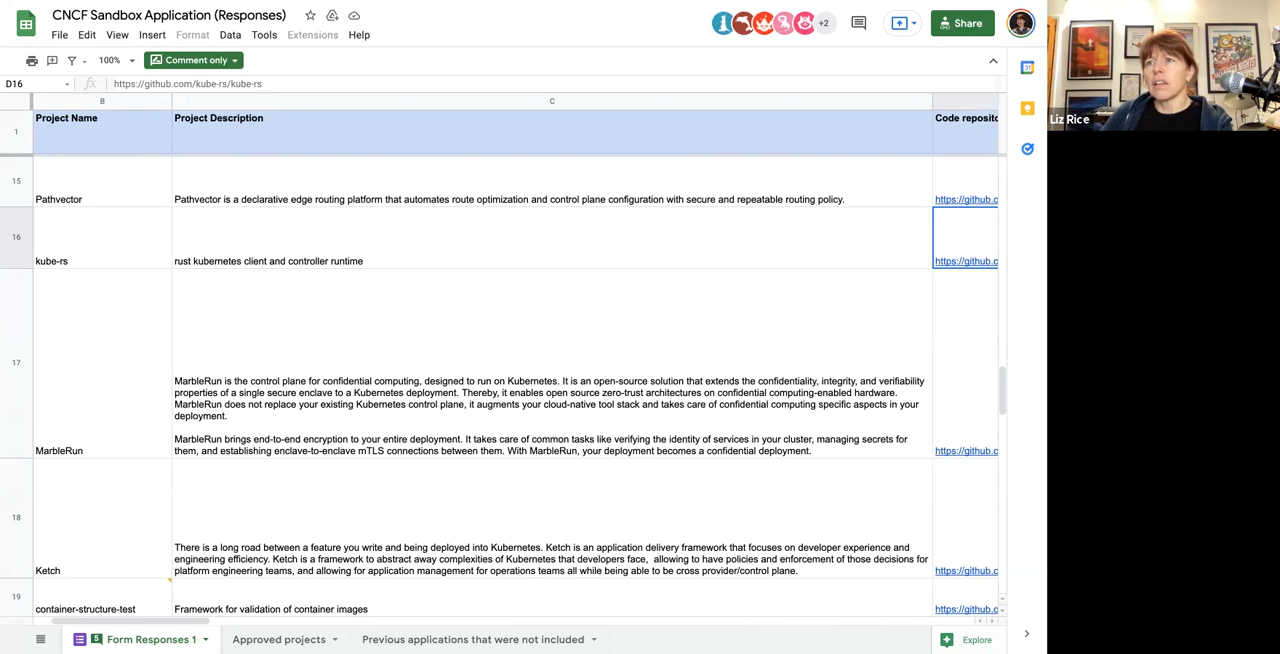 CNCF Sandbox Application (Responses)
File Edit View Insert Format Data Tools Extensions Help
+2
Share
100%
Comment only
D16
fx
https://github.com/kube-rs/kube-rs
31
B
C
1
Project Name
Project Description
Code reposito
15
Pathvector
Pathvector is a declarative edge routing platform that automates route optimization and control plane configuration with secure and repeatable routing policy.
https://github.c
16
kube-rs
rust kubernetes client and controller runtime
https://github.c
17
MarbleRun is the control plane for confidential computing, designed to run on Kubernetes. It is an open-source solution that extends the confidentiality, integrity, and verifiability
properties of a single secure enclave to a Kubernetes deployment. Thereby, it enables open source zero-trust architectures on confidential computing-enabled hardware.
MarbleRun does not replace your existing Kubernetes control plane, it augments your cloud-native tool stack and takes care of confidential computing specific aspects in your
deployment.
MarbleRun brings end-to-end encryption to your entire deployment. It takes care of common tasks like verifying the identity of services in your cluster, managing secrets for
them, and establishing enclave-to-enclave mTLS connections between them. With MarbleRun, your deployment becomes a confidential deployment.
MarbleRun
https://github.c
18
There is a long road between a feature you write and being deployed into Kubernetes. Ketch is an application delivery framework that focuses on developer experience and
engineering efficiency. Ketch is a framework to abstract away complexities of Kubernetes that developers face, allowing to have policies and enforcement of those decisions for
platform engineering teams, and allowing for application management for operations teams all while being able to be cross provider/control plane.
Ketch
https://github.c
19
container-structure-test
Framework for validation of container images
https://github.c
5
Form Responses 1
Approved projects
Previous applications that were not included
Explore
Liz Rice